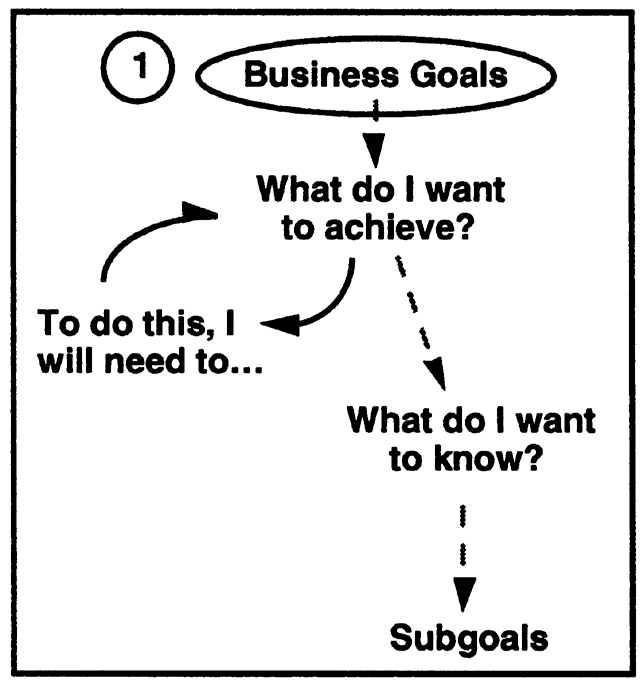 1
Business Goals
What do I want
to achieve?
To do this, I
will need to...
What do I want
to know?
Subgoals